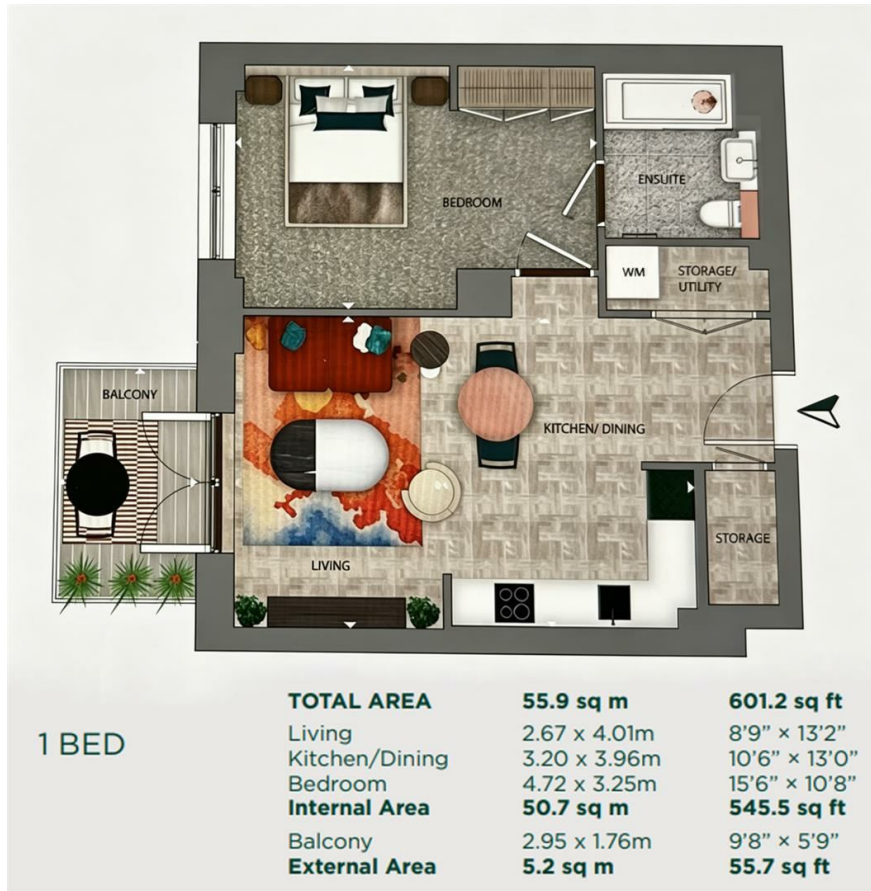 BEDROOM
ENSUITE
WM
STORAGE/
UTILITY
BALCONY
KITCHEN/ DINING
LIVING
STORAGE
1 BED
TOTAL AREA 55.9 sq m 601.2 sq ft
Living 2.67 x 4.01m 8’9” × 13’2”
Kitchen/Dining 3.20 x 3.96m 10’6” × 13’0”
Bedroom 4.72 x 3.25m 15’6” × 10’8”
Internal Area 50.7 sq m 545.5 sq ft
Balcony 2.95 x 1.76m 9’8” × 5’9”
External Area 5.2 sq m 55.7 sq ft